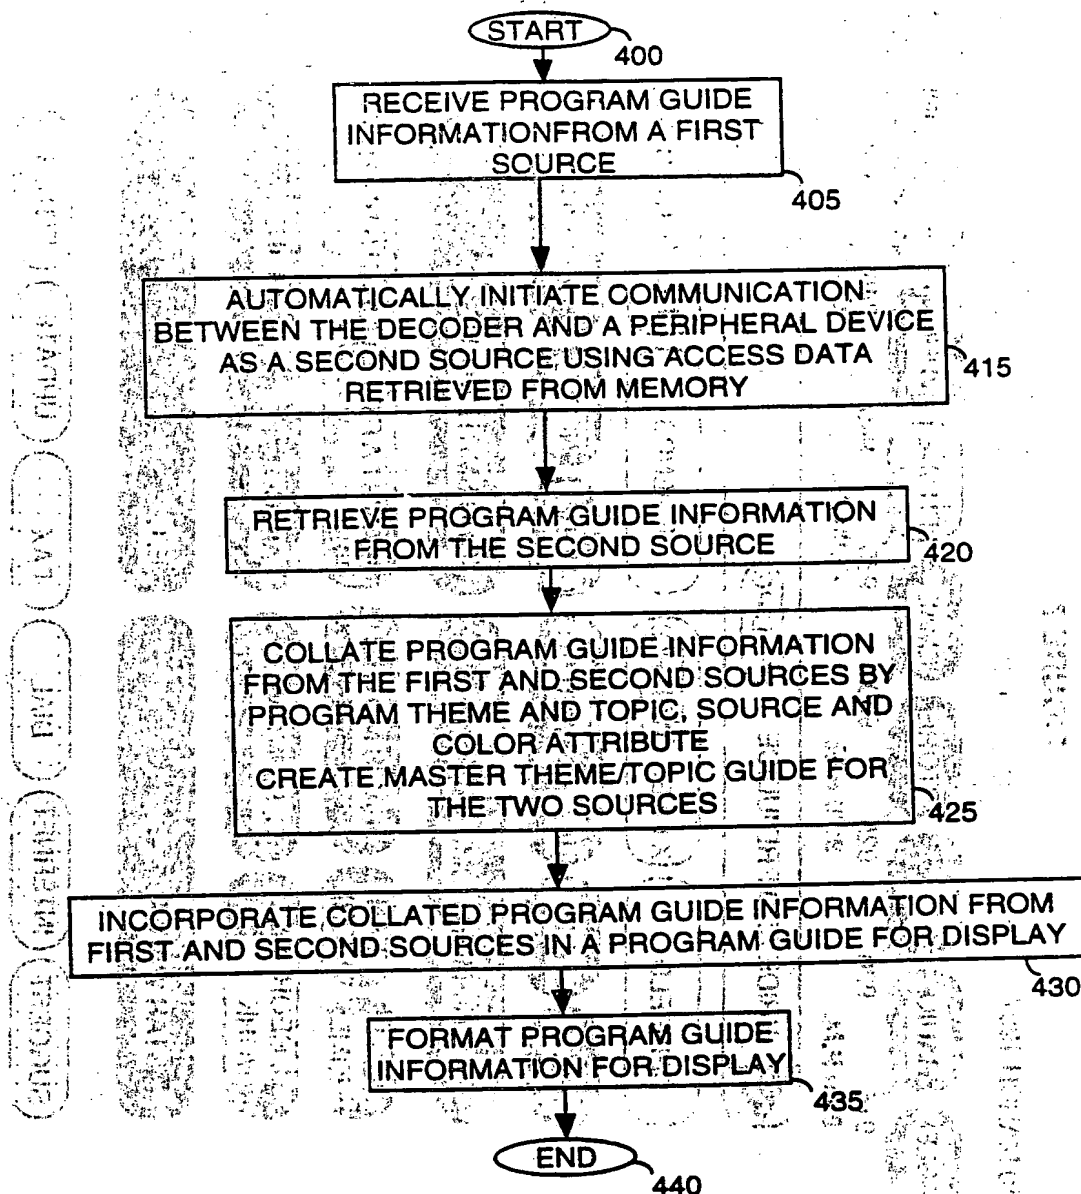 START
400
RECEIVE PROGRAM GUIDE
INFORMATIONFROM A FIRST
SOURCE
405
AUTOMATICALLY INITIATE COMMUNICATION
BETWEEN THE DECODER AND A PERIPHERAL DEVICE
AS A SECOND SOURCE USING ACCESS DATA
RETRIEVED FROM MEMORY
415
RETRIEVE PROGRAM GUIDE INFORMATION
FROM THE SECOND SOURCE
420
COLLATE PROGRAM GUIDE INFORMATION
FROM THE FIRST AND SECOND SOURCES BY
PROGRAM THEME AND TOPIC, SOURCE AND
COLOR ATTRIBUTE
CREATE MASTER THEME/TOPIC GUIDE FOR
THE TWO SOURCES
425
INCORPORATE COLLATED PROGRAM GUIDE INFORMATION FROM
FIRST AND SECOND SOURCES IN A PROGRAM GUIDE FOR DISPLAY
430
FORMAT PROGRAM GUIDE
INFORMATION FOR DISPLAY
435
END
440